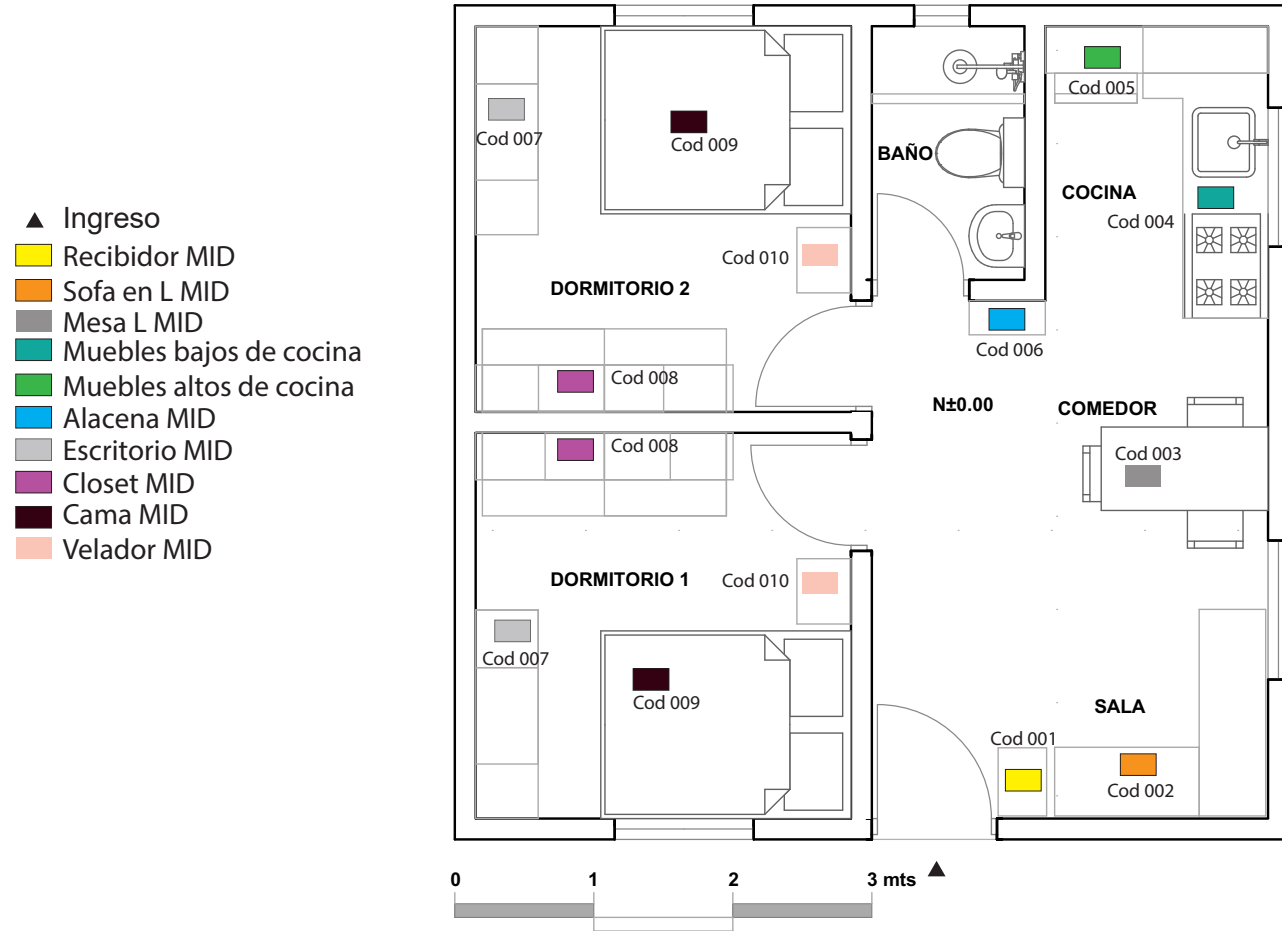 Ingreso
Recibidor MID
Sofa en L MID
Mesa L MID
Muebles bajos de cocina
Muebles altos de cocina
Alacena MID
Escritorio MID
Closet MID
Cama MID
Velador MID
Cod 005
Cod 007
Cod 009
BAÑO
COCINA
Cod 004
Cod 010
DORMITORIO 2
Cod 006
Cod 008
N±0.00
COMEDOR
Cod 008
Cod 003
DORMITORIO 1
Cod 010
Cod 007
Cod 009
SALA
Cod 001
Cod 002
0 1 2 3 mts